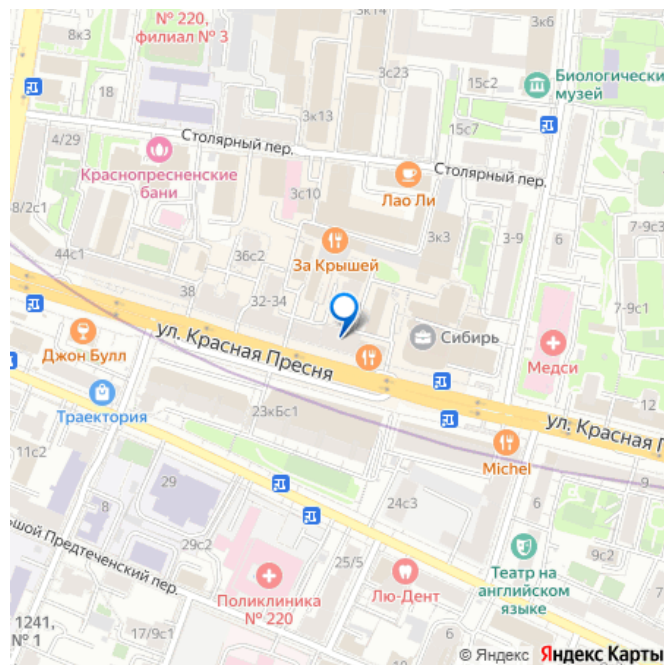 № 220,
филиал № 3
3к14
3к6
8к3
3с23
15с2
Биологический
музей
18
3к13
15с7
4/29
Столярный пер.
Столярный пер.
Краснопресненские
бани
3с10
Лао Ли
8/2с1
7-9с3
3к3
3-9
6
36с2
44с1
За Крышей
38
32-34
7-9с1
ул. Красная Пресня
Сибирь
Джон Булл
Медси
Траектория
23кБс1
12
ул. Красная П
Michel
11с2
29
9
8
24с3
6
6
29с2
25/5
9с2
шой Предтеченский пер.
Театр на
английском
языке
Поликлиника
№ 220
Лю-Дент
1241,
№ 1
17/9с1
© Яндекс Яндекс Карты